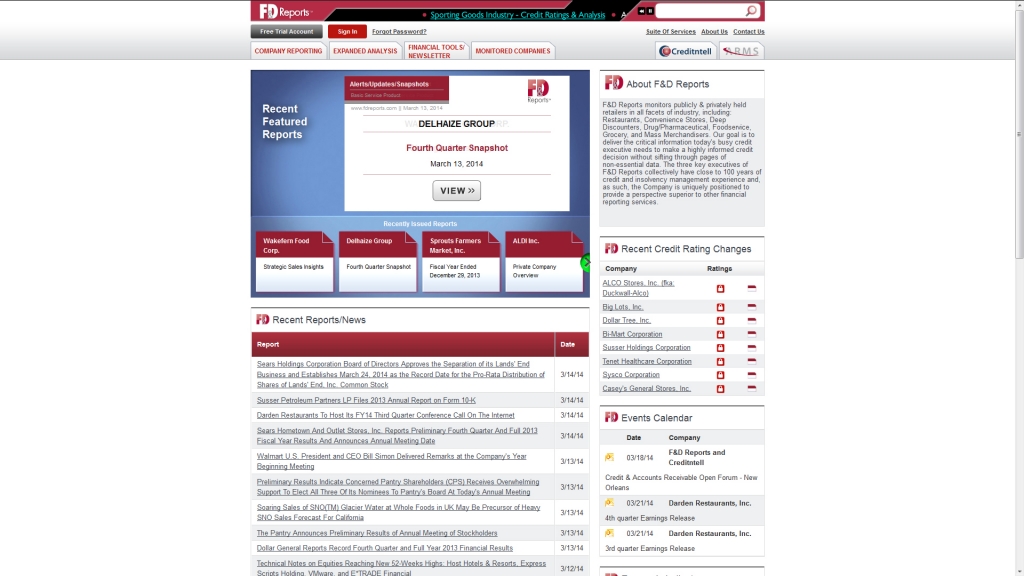 FD Reports
Sporting Goods Industry - Credit Ratings & Analysis
Free Trial Account
Sign In
Forgot Password?
Suite Of Services
About Us
Contact Us
COMPANY REPORTING
EXPANDED ANALYSIS
FINANCIAL TOOLS/
NEWSLETTER
MONITORED COMPANIES
Creditntell
ARMS
Recent
Featured
Reports
Alerts/Updates/Snapshots
Basic Service Product
FD
Reports
www.fdreports.com || March 13, 2014
DELHAIZE GROUP
Fourth Quarter Snapshot
March 13, 2014
VIEW »
Recently Issued Reports
Wakefern Food
Corp.
Strategic Sales Insights
Delhaize Group
Fourth Quarter Snapshot
Sprouts Farmers
Market, Inc.
Fiscal Year Ended
December 29, 2013
ALDI Inc.
Private Company
Overview
FD Recent Reports/News
Report Date
Sears Holdings Corporation Board of Directors Approves the Separation of its Lands' End
Business and Establishes March 24, 2014 as the Record Date for the Pro-Rata Distribution of
Shares of Lands' End, Inc. Common Stock
3/14/14
Susser Petroleum Partners LP Files 2013 Annual Report on Form 10-K 3/14/14
Darden Restaurants To Host Its FY14 Third Quarter Conference Call On The Internet 3/14/14
Sears Hometown And Outlet Stores, Inc. Reports Preliminary Fourth Quarter And Full 2013
Fiscal Year Results And Announces Annual Meeting Date
3/14/14
Walmart U.S. President and CEO Bill Simon Delivered Remarks at the Company's Year
Beginning Meeting
3/13/14
Preliminary Results Indicate Concerned Pantry Shareholders (CPS) Receives Overwhelming
Support To Elect All Three Of Its Nominees To Pantry's Board At Today's Annual Meeting
3/13/14
Soaring Sales of SNO(TM) Glacier Water at Whole Foods in UK May Be Precursor of Heavy
SNO Sales Forecast For California
3/13/14
The Pantry Announces Preliminary Results of Annual Meeting of Stockholders 3/13/14
Dollar General Reports Record Fourth Quarter and Full Year 2013 Financial Results 3/13/14
Technical Notes on Equities Reaching New 52-Weeks Highs: Host Hotels & Resorts, Express
Scripts Holding, VMware, and E*TRADE Financial
3/12/14
FD About F&D Reports
F&D Reports monitors publicly & privately held
retailers in all facets of industry, including:
Restaurants, Convenience Stores, Deep
Discounters, Drug/Pharmaceutical, Foodservice,
Grocery, and Mass Merchandisers. Our goal is to
deliver the critical information today's busy credit
executive needs to make a highly informed credit
decision without sifting through pages of
non-essential data. The three key executives of
F&D Reports collectively have close to 100 years of
credit and insolvency management experience and,
as such, the Company is uniquely positioned to
provide a perspective superior to other financial
reporting services.
FD Recent Credit Rating Changes
Company Ratings
ALCO Stores, Inc. (fka:
Duckwall-Alco)
Big Lots, Inc.
Dollar Tree, Inc.
Bi-Mart Corporation
Susser Holdings Corporation
Tenet Healthcare Corporation
Sysco Corporation
Casey's General Stores, Inc.
FD Events Calendar
Date Company
03/18/14 F&D Reports and
Creditntell
Credit & Accounts Receivable Open Forum - New
Orleans
03/21/14 Darden Restaurants, Inc.
4th quarter Earnings Release
03/21/14 Darden Restaurants, Inc.
3rd quarter Earnings Release
FD